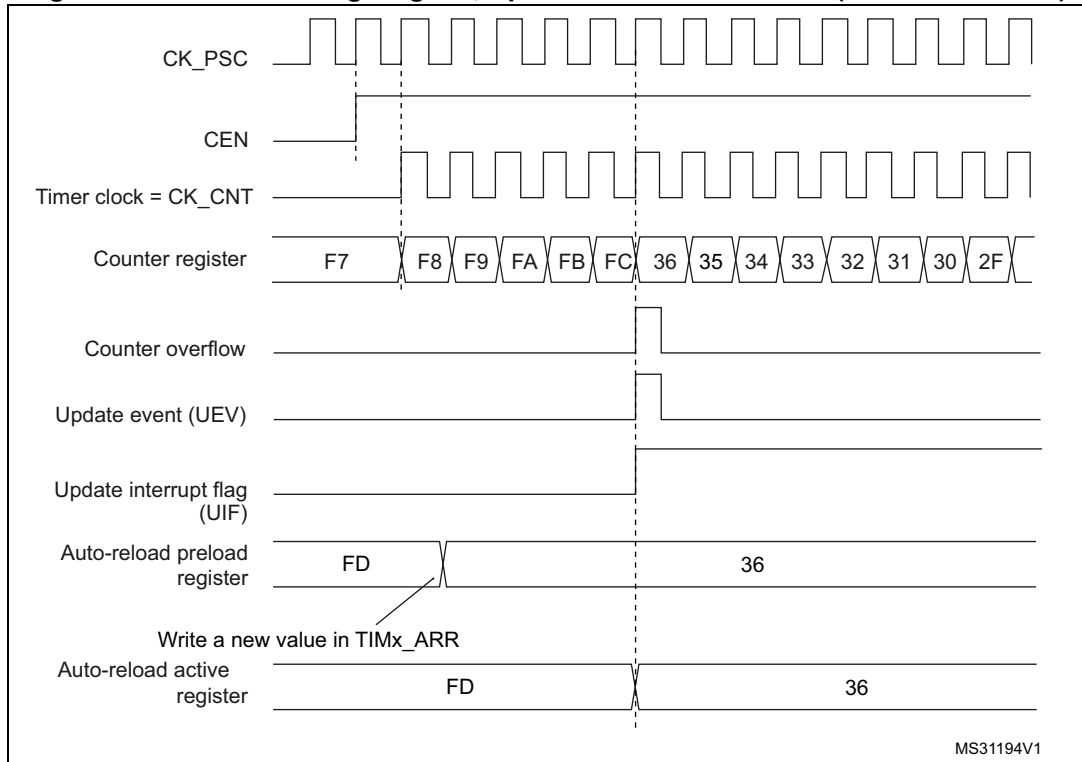 CK_PSC
CEN
Timer clock = CK_CNT
Counter register
F7 F8 F9 FA FB FC 36 35 34 33 32 31 30 2F
Counter overflow
Update event (UEV)
Update interrupt flag
(UIF)
Auto-reload preload
register
FD 36
Write a new value in TIMx_ARR
Auto-reload active
register
FD 36
MS31194V1